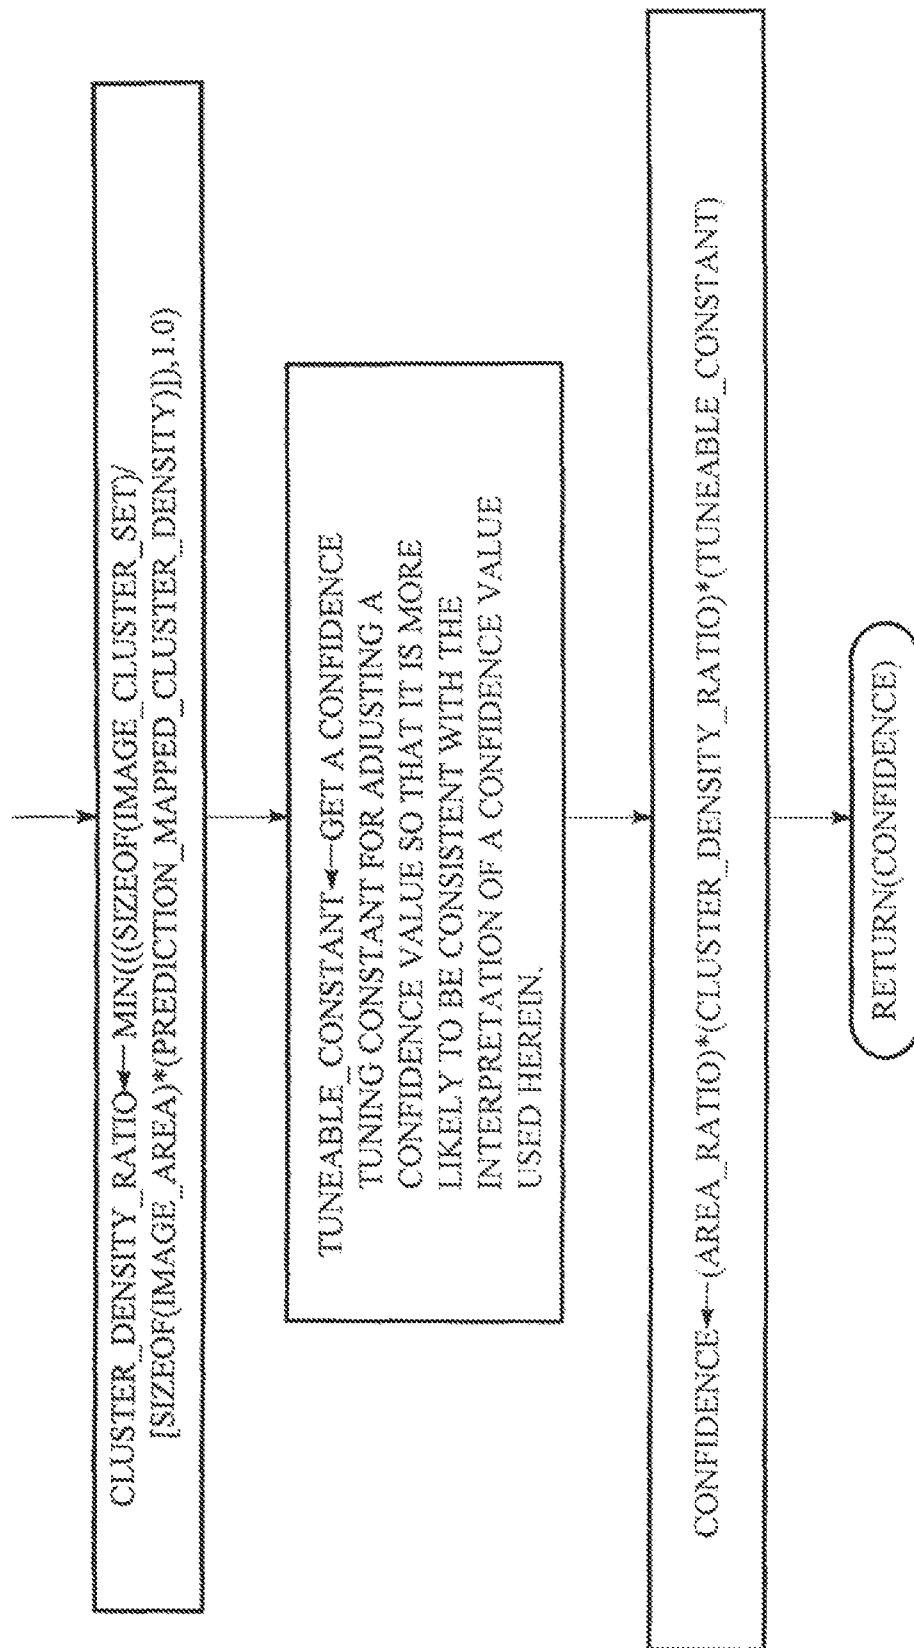 CLUSTER_DENSITY_RATIO← MIN(((SIZEOF(IMAGE_CLUSTER_SET)/
[SIZEOF(IMAGE_AREA)*(PREDICTION_MAPPED_CLUSTER_DENSITY)]),1.0)
TUNEABLE_CONSTANT←GET A CONFIDENCE
TUNING CONSTANT FOR ADJUSTING A
CONFIDENCE VALUE SO THAT IT IS MORE
LIKELY TO BE CONSISTENT WITH THE
INTERPRETATION OF A CONFIDENCE VALUE
USED HEREIN.
CONFIDENCE←(AREA_RATIO)*(CLUSTER_DENSITY_RATIO)*(TUNEABLE_CONSTANT)
RETURN(CONFIDENCE)